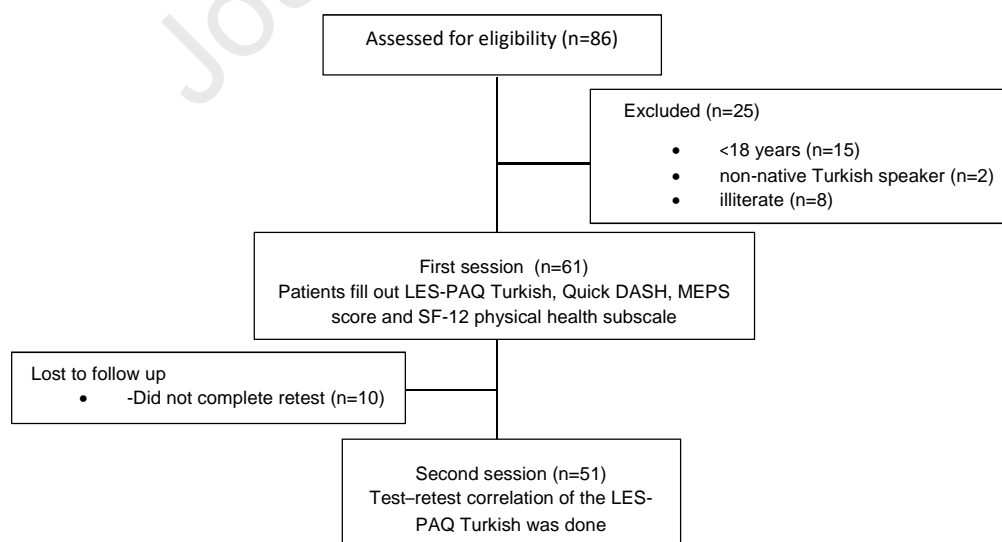 Jou
Assessed for eligibility (n=86)
Excluded (n=25)
• <18 years (n=15)
• non-native Turkish speaker (n=2)
• illiterate (n=8)
First session (n=61)
Patients fill out LES-PAQ Turkish, Quick DASH, MEPS
score and SF-12 physical health subscale
Lost to follow up
• -Did not complete retest (n=10)
Second session (n=51)
Test–retest correlation of the LES-
PAQ Turkish was done